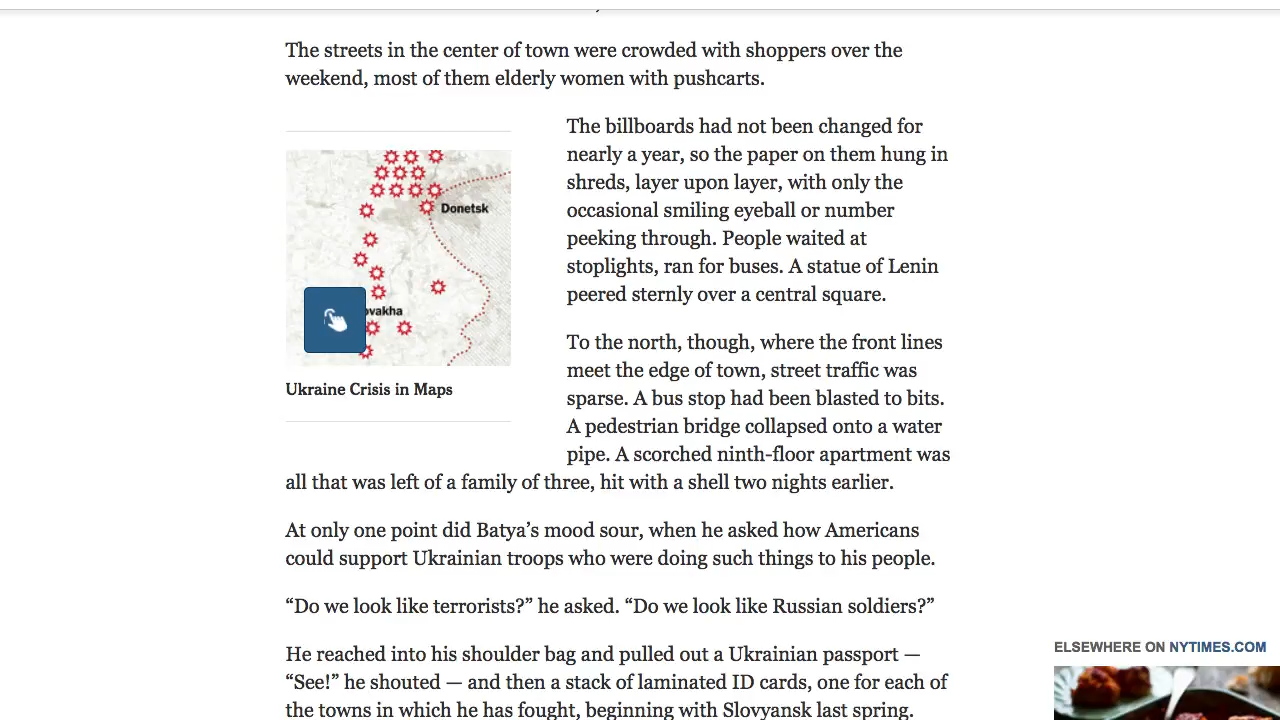 The streets in the center of town were crowded with shoppers over the
weekend, most of them elderly women with pushcarts.
Donetsk
ovakha
Ukraine Crisis in Maps
The billboards had not been changed for
nearly a year, so the paper on them hung in
shreds, layer upon layer, with only the
occasional smiling eyeball or number
peeking through. People waited at
stoplights, ran for buses. A statue of Lenin
peered sternly over a central square.
To the north, though, where the front lines
meet the edge of town, street traffic was
sparse. A bus stop had been blasted to bits.
A pedestrian bridge collapsed onto a water
pipe. A scorched ninth-floor apartment was
all that was left of a family of three, hit with a shell two nights earlier.
At only one point did Batya’s mood sour, when he asked how Americans
could support Ukrainian troops who were doing such things to his people.
“Do we look like terrorists?” he asked. “Do we look like Russian soldiers?”
He reached into his shoulder bag and pulled out a Ukrainian passport —
“See!” he shouted — and then a stack of laminated ID cards, one for each of
the towns in which he has fought, beginning with Slovyansk last spring.
ELSEWHERE ON NYTIMES.COM